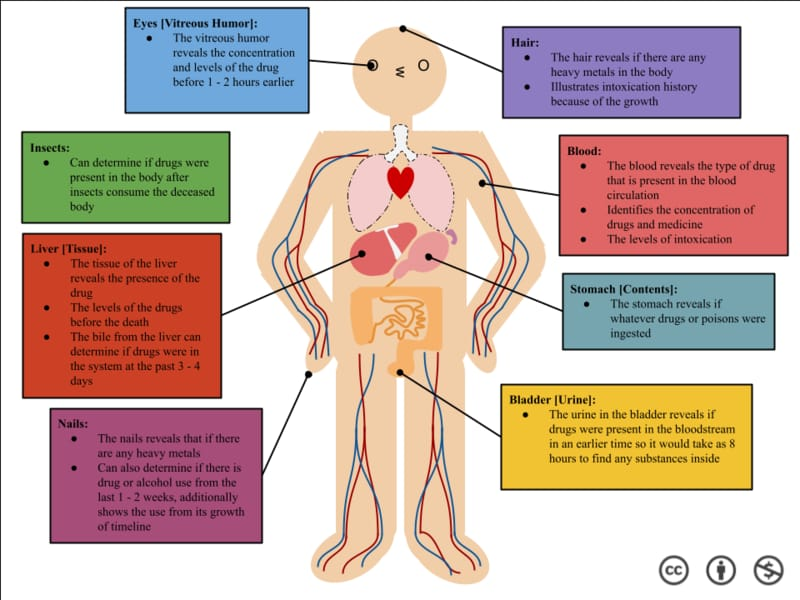 Eyes [Vitreous Humor]:
● The vitreous humor
reveals the concentration
and levels of the drug
before 1 - 2 hours earlier
Hair:
● The hair reveals if there are any
heavy metals in the body
● Illustrates intoxication history
because of the growth
Insects:
● Can determine if drugs were
present in the body after
insects consume the deceased
body
Blood:
● The blood reveals the type of drug
that is present in the blood
circulation
● Identifies the concentration of
drugs and medicine
● The levels of intoxication
Liver [Tissue]:
● The tissue of the liver
reveals the presence of the
drug
● The levels of the drugs
before the death
● The bile from the liver can
determine if drugs were in
the system at the past 3 - 4
days
Stomach [Contents]:
● The stomach reveals if
whatever drugs or poisons were
ingested
Nails:
● The nails reveals that if there
are any heavy metals
● Can also determine if there is
drug or alcohol use from the
last 1 - 2 weeks, additionally
shows the use from its growth
of timeline
Bladder [Urine]:
● The urine in the bladder reveals if
drugs were present in the bloodstream
in an earlier time so it would take as 8
hours to find any substances inside
cc